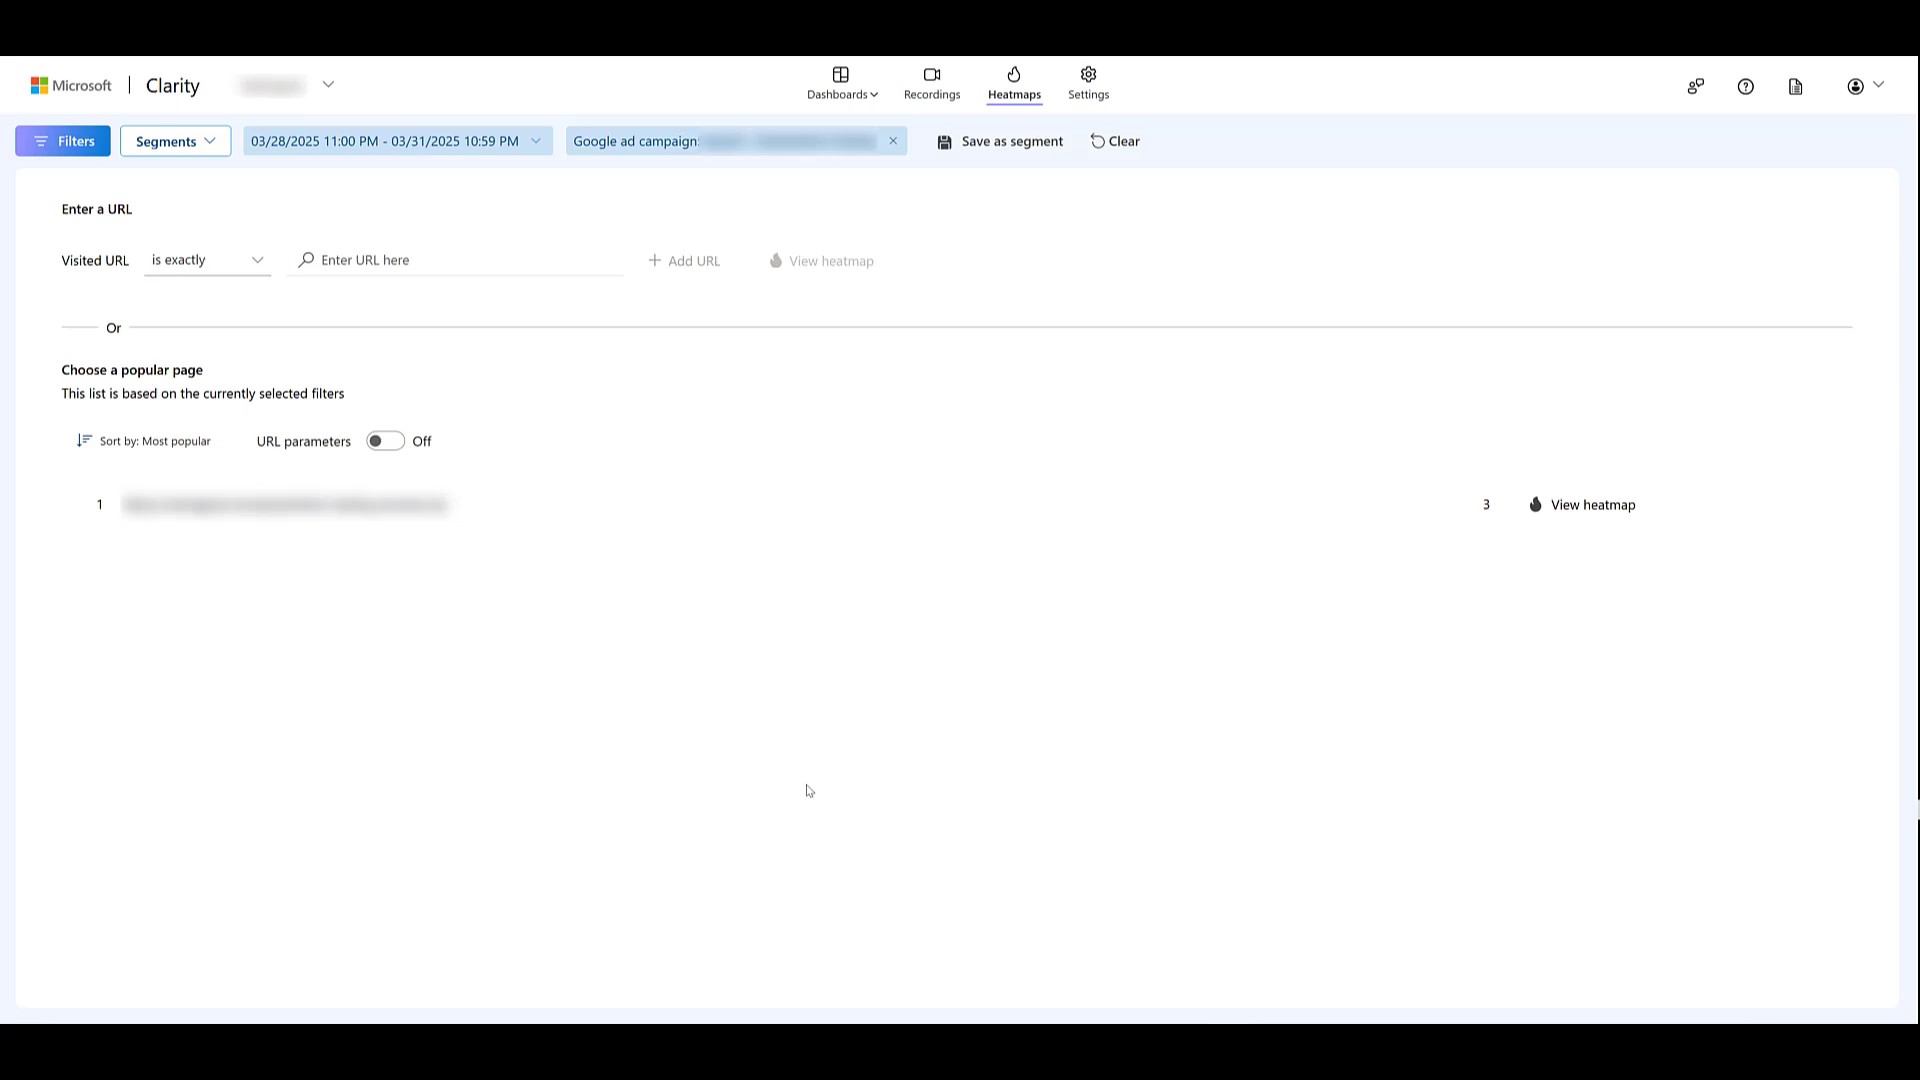 Microsoft | Clarity
Dashboards
Recordings
Heatmaps
Settings
Filters
Segments
03/28/2025 11:00 PM - 03/31/2025 10:59 PM
Google ad campaign:
Save as segment
Clear
Enter a URL
Visited URL
is exactly
Enter URL here
+ Add URL
View heatmap
Or
Choose a popular page
This list is based on the currently selected filters
Sort by: Most popular
URL parameters
Off
1
3
View heatmap